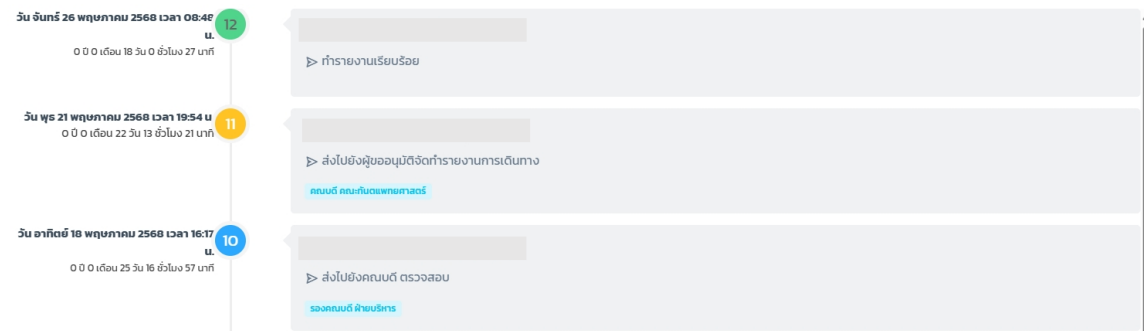 วัน จันทร์ 26 พฤษภาคม 2568 เวลา 08:48
น.
0 ปี 0 เดือน 18 วัน 0 ชั่วโมง 27 นาที
12
ทำรายงานเรียบร้อย
วัน พุธ 21 พฤษภาคม 2568 เวลา 19:54 น.
0 ปี 0 เดือน 22 วัน 13 ชั่วโมง 21 นาที
11
ส่งไปยังผู้ขออนุมัติจัดทำรายงานการเดินทาง
คณบดี คณะทันตแพทยศาสตร์
วัน อาทิตย์ 18 พฤษภาคม 2568 เวลา 16:17
น.
0 ปี 0 เดือน 25 วัน 16 ชั่วโมง 57 นาที
10
ส่งไปยังคณบดี ตรวจสอบ
รองคณบดี ฝ่ายบริหาร